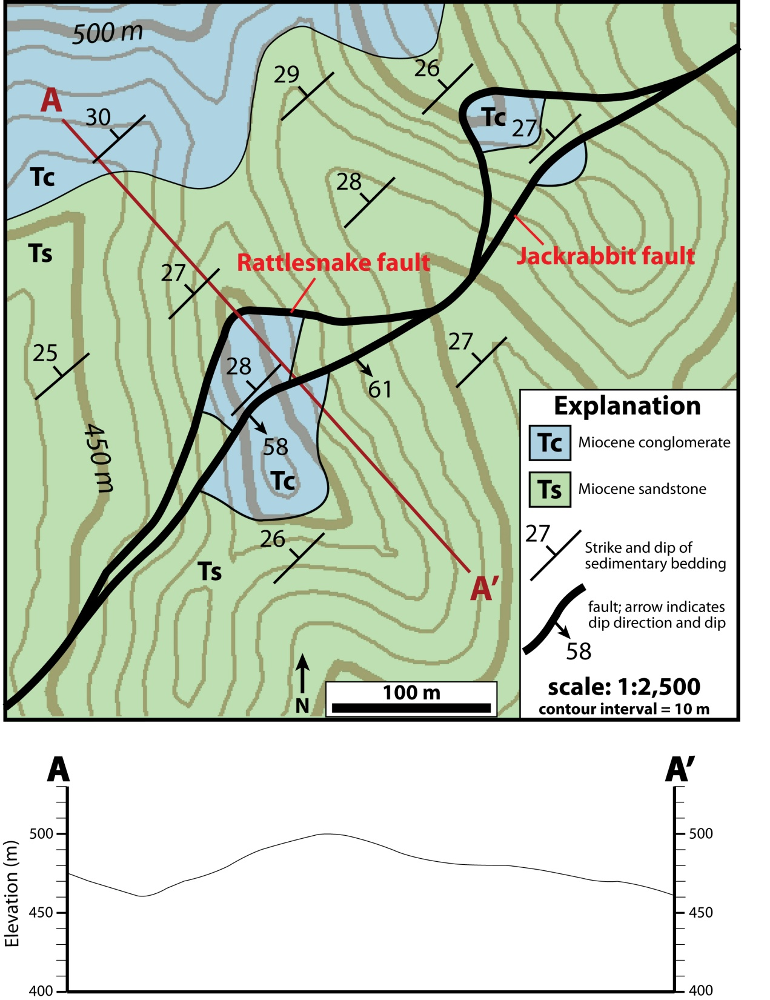 500 m
A
29
26
30
Tc
27
Tc
28
Ts
Rattlesnake fault
Jackrabbit fault
27
25
28
27
61
58
450 m
Tc
26
Ts
A′
N
100 m
Explanation
Tc Miocene conglomerate
Ts Miocene sandstone
27
Strike and dip of
sedimentary bedding
fault; arrow indicates
dip direction and dip
58
scale: 1:2,500
contour interval = 10 m
A A′
500 500
450 450
400 400
Elevation (m)